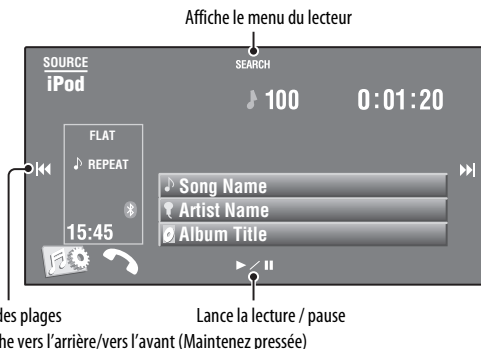 Affiche le menu du lecteur
SOURCE
iPod
SEARCH
100
0:01:20
FLAT
REPEAT
15:45
Song Name
Artist Name
Album Title
des plages
Lance la lecture / pause
vers l’arrière/vers l’avant (Maintenez pressée)